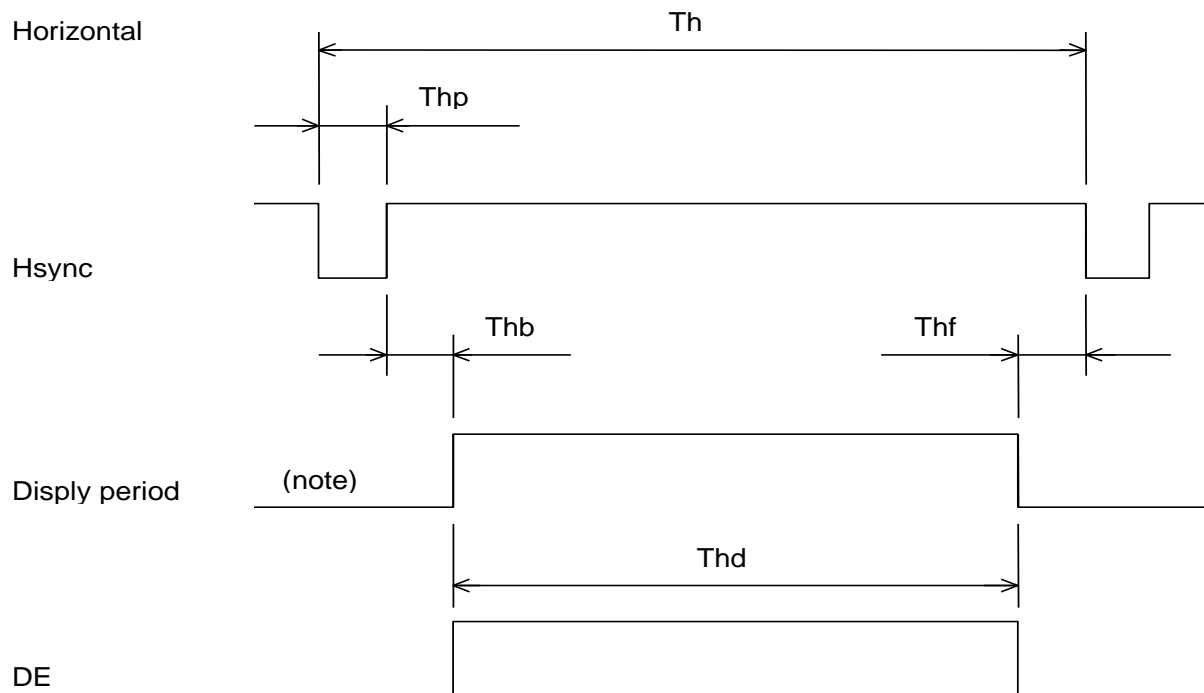 Horizontal
Th
Thp
Hsync
Thb
Thf
Disply period
(note)
Thd
DE